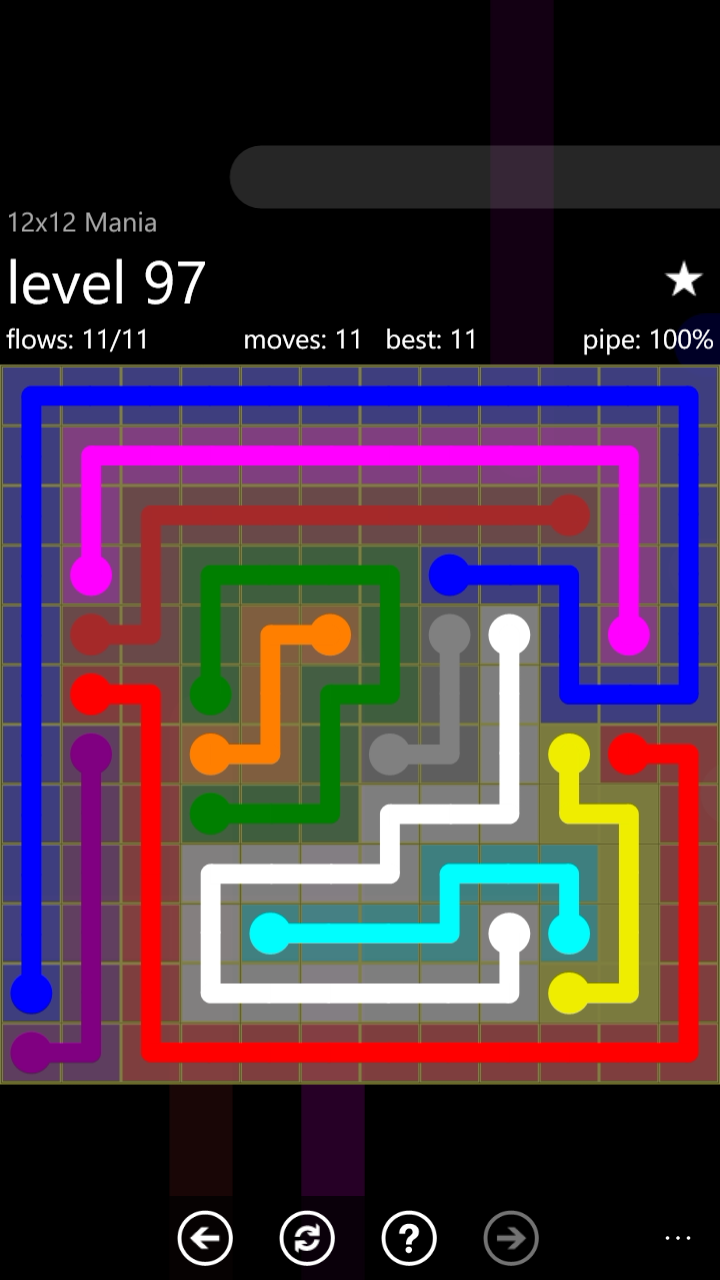 12x12 Mania
level 97
flows: 11/11 moves: 11 best: 11 pipe: 100%
?
...